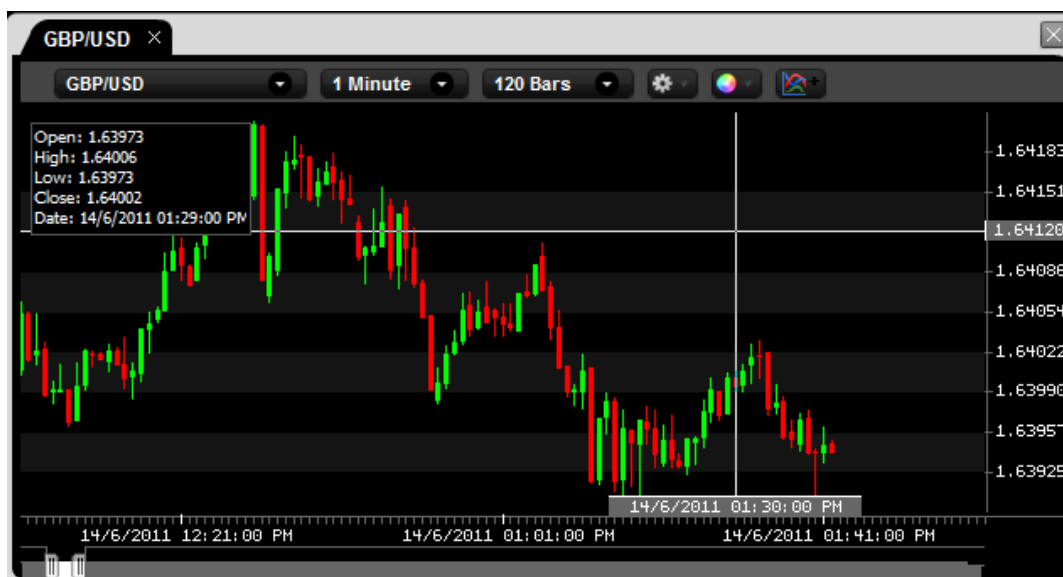 GBP/USD
GBP/USD 1 Minute 120 Bars
Open: 1.63973
High: 1.64006
Low: 1.63973
Close: 1.64002
Date: 14/6/2011 01:29:00 PM
1.64183
1.64151
1.64120
1.64086
1.64054
1.64022
1.63990
1.63957
1.63925
14/6/2011 01:30:00 PM
14/6/2011 12:21:00 PM 14/6/2011 01:01:00 PM 14/6/2011 01:41:00 PM